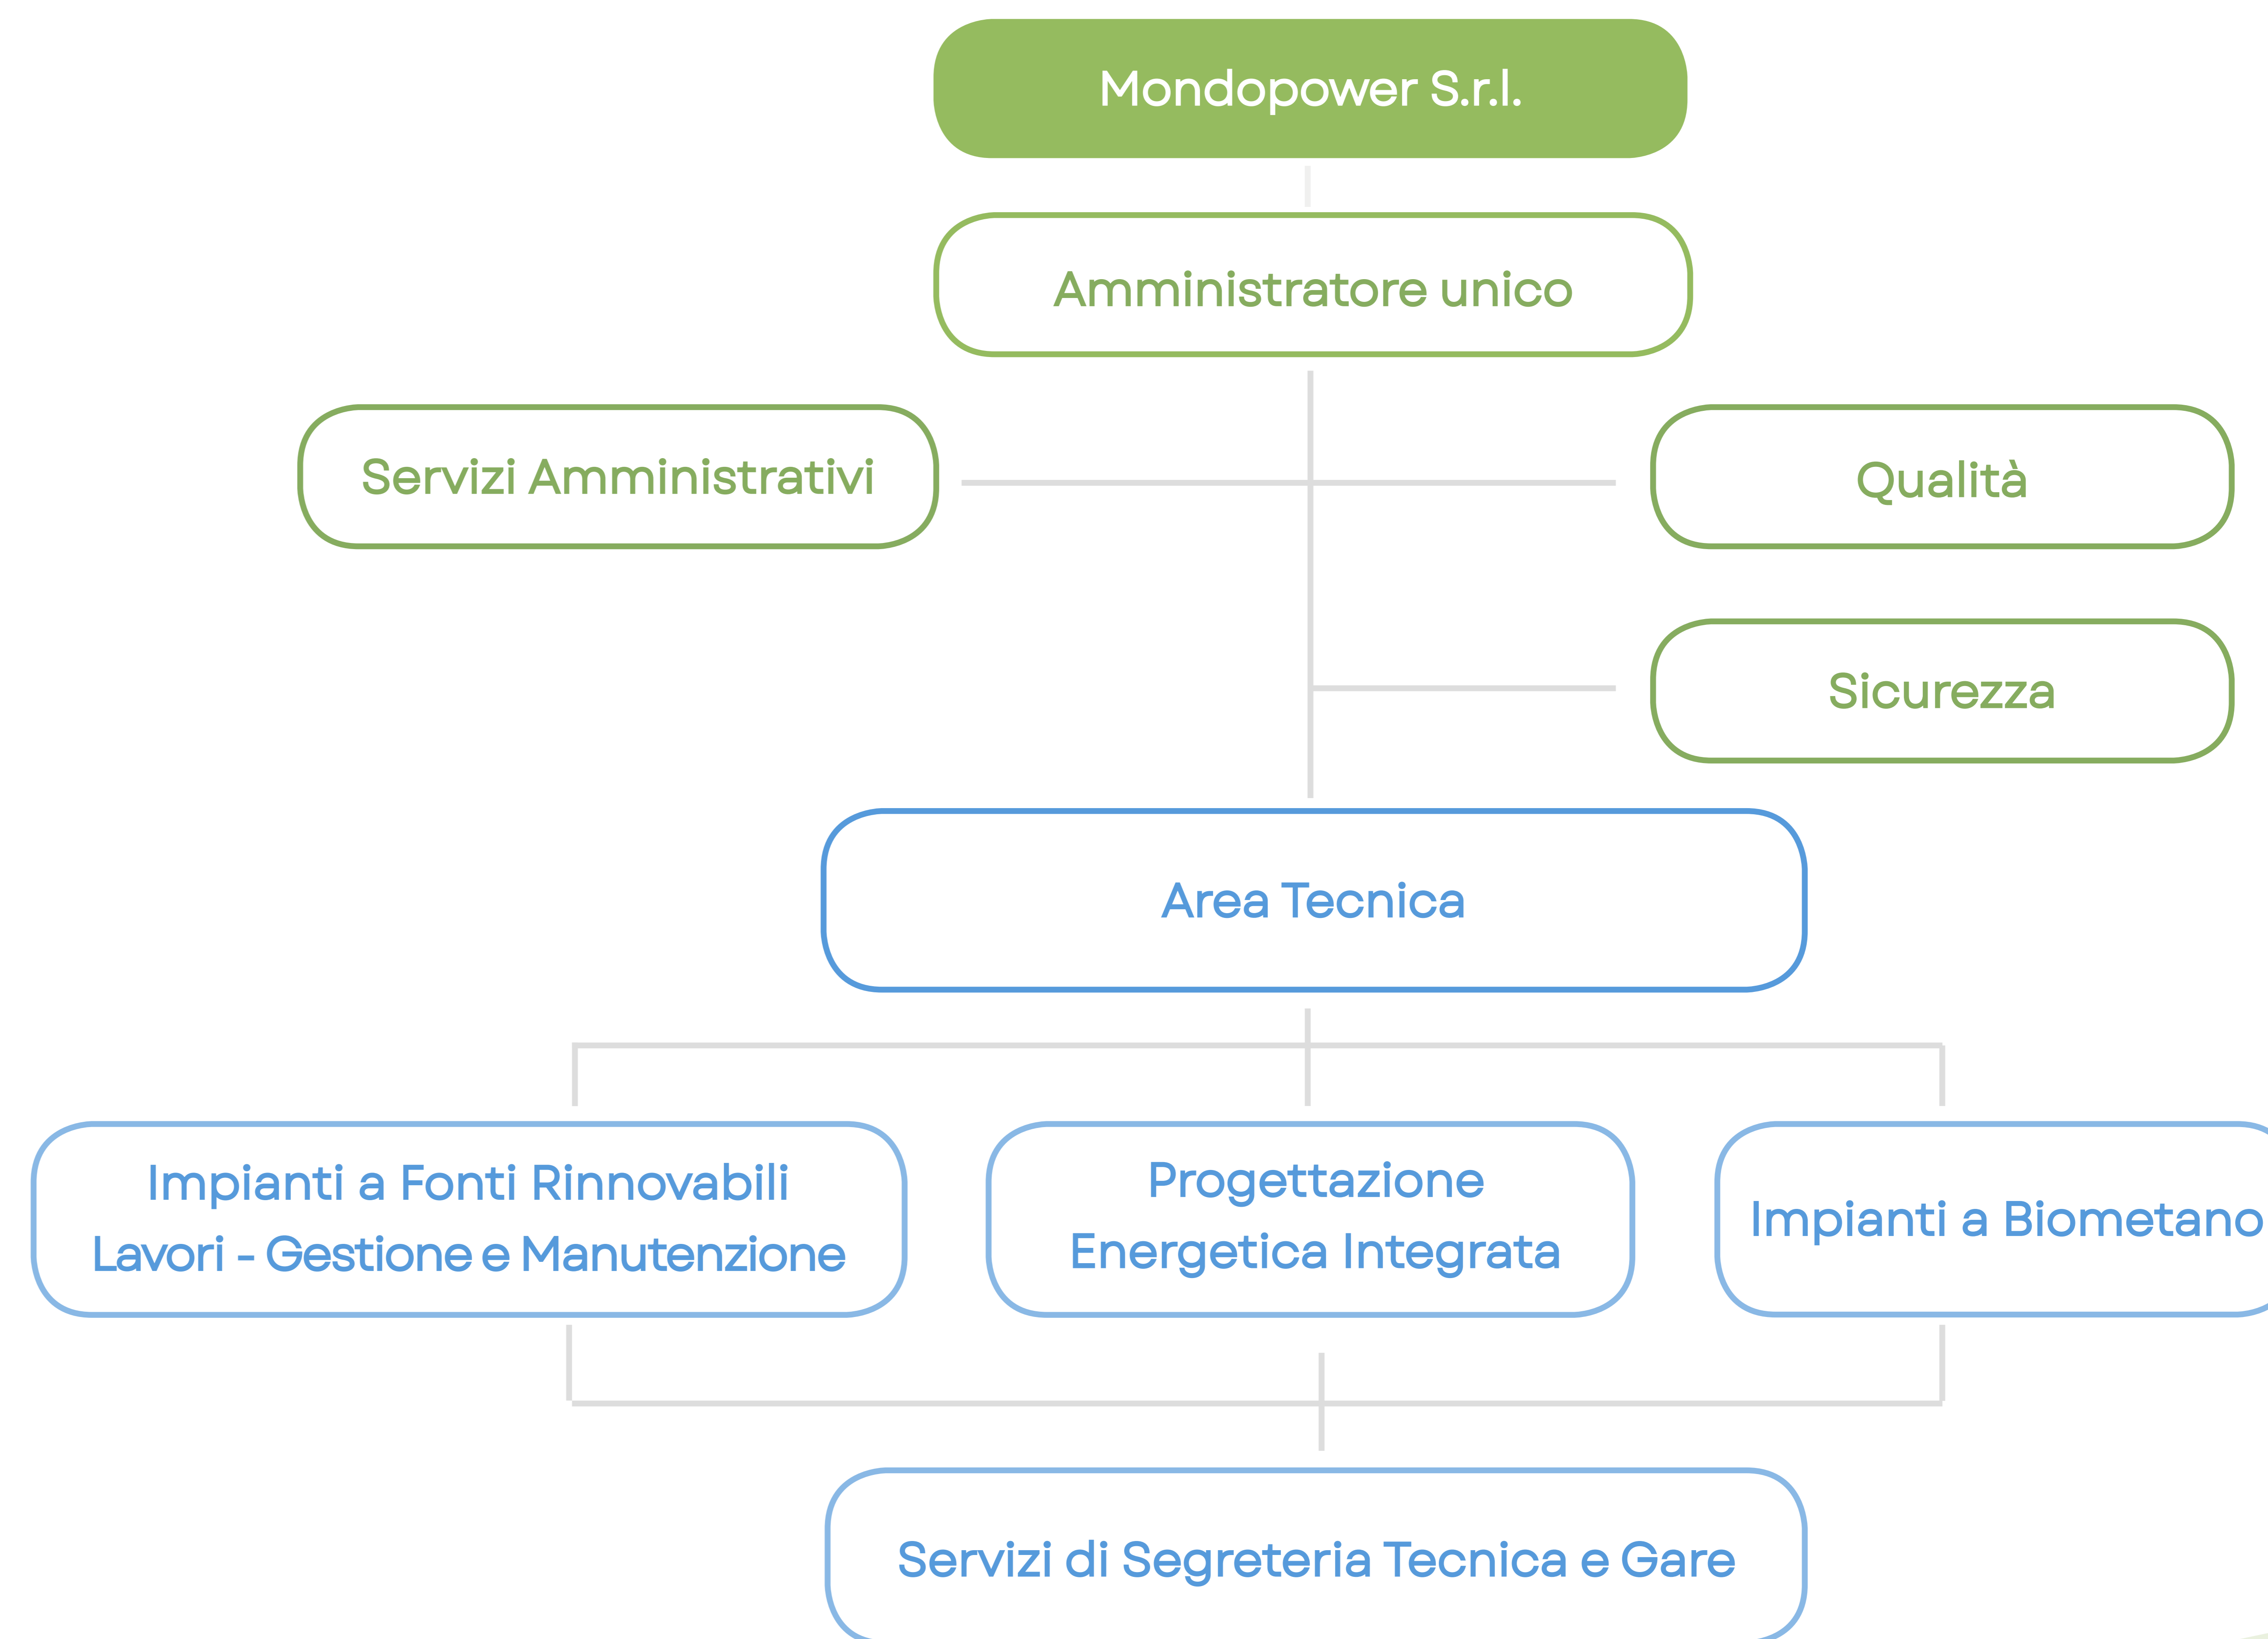 Mondopower S.r.l.
Amministratore unico
Servizi Amministrativi
Qualità
Sicurezza
Area Tecnica
Impianti a Fonti Rinnovabili
Lavori - Gestione e Manutenzione
Progettazione
Energetica Integrata
Impianti a Biometano
Servizi di Segreteria Tecnica e Gare